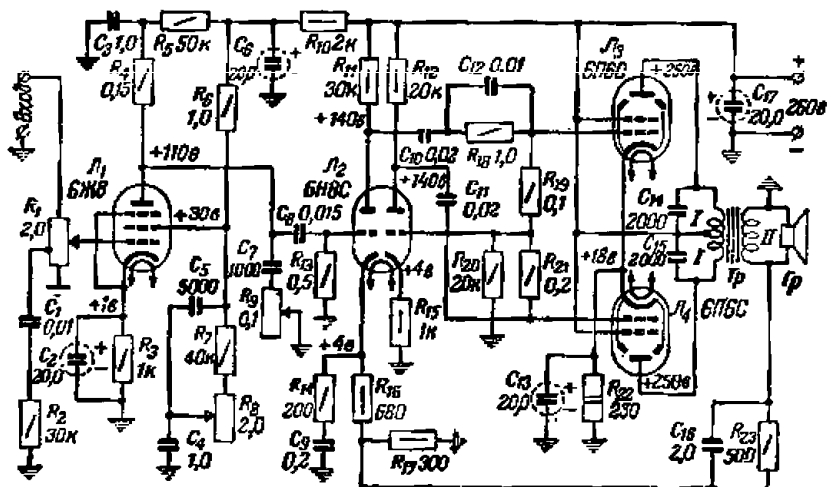 C₃ 1,0
R₅ 50к
C₆ 20,0
+
R₁₀ 2к
R₄ 0,15
R₆ 1,0
R₁₁ 30к
R₁₂ 20к
C₁₂ 0,01
Л₃ 6П6С
+250в
C₁₇ 20,0
+
260в
−
Вход
+140в
+110в
C₁₀ 0,02
R₁₈ 1,0
Л₁ 6Ж8
Л₂ 6Н8С
+140в
C₁₁ 0,02
R₁₉ 0,1
R₁ 2,0
+30в
C₈ 0,015
C₁₄ 2000
I
II
C₇ 1000
R₁₃ 0,5
+4в
R₂₀ 20к
R₂₁ 0,2
+18в
C₁₅ 2000
I
Тр
Гр
C₁ 0,01
+1в
C₅ 5000
R₉ 0,1
R₁₅ 1к
Л₄ 6П6С
C₂ 20,0
+
−
R₃ 1к
R₇ 40к
+4в
R₂ 30к
C₄ 1,0
R₈ 2,0
R₁₄ 200
C₉ 0,2
R₁₆ 680
R₁₇ 300
C₁₃ 20,0
+
−
R₂₂ 230
+250в
C₁₆ 2,0
R₂₃ 500